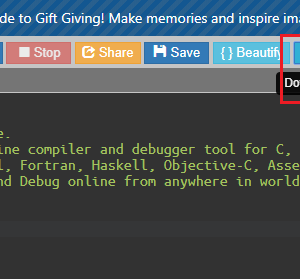 de to Gift Giving! Make memories and inspire ima
Stop Share Save { } Beautify
Do
e.
ine compiler and debugger tool for C,
l, Fortran, Haskell, Objective-C, Asse
nd Debug online from anywhere in world